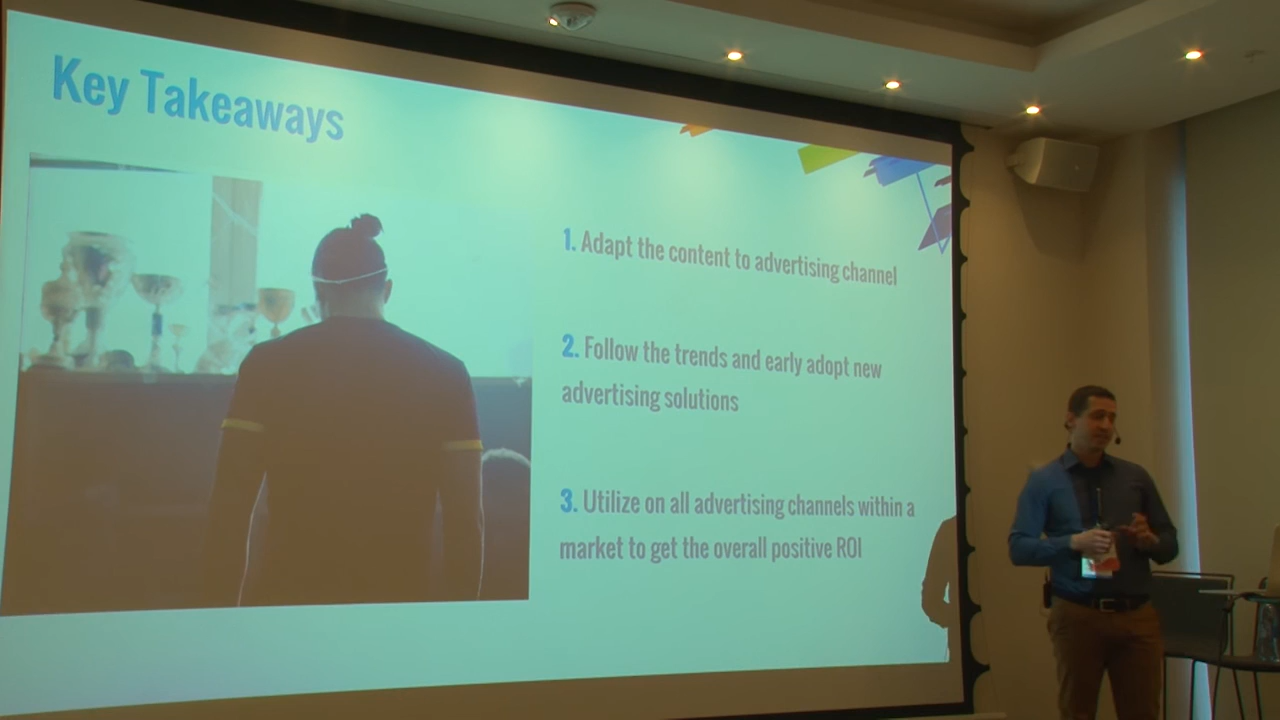 Key Takeaways
1. Adapt the content to advertising channel
2. Follow the trends and early adopt new
advertising solutions
3. Utilize on all advertising channels within a
market to get the overall positive ROI